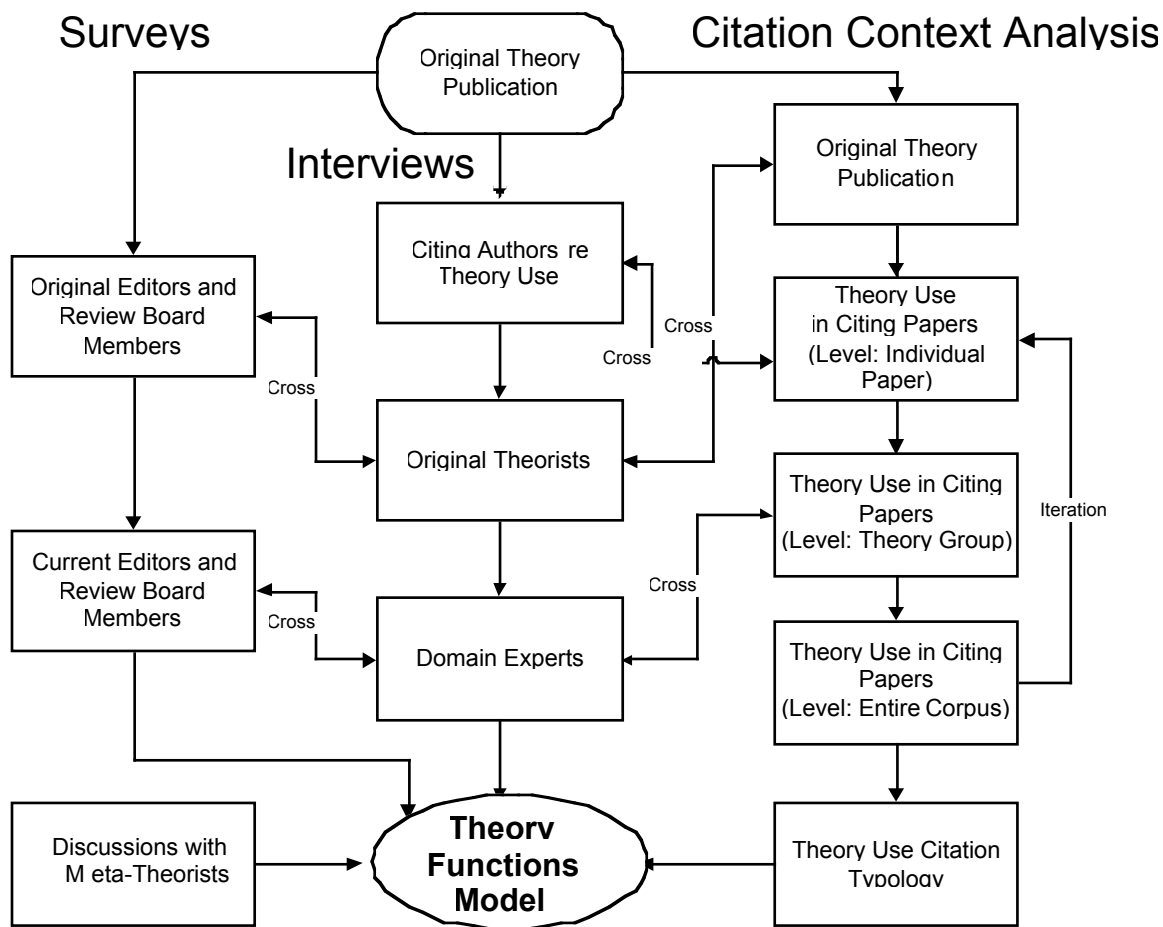 Surveys
Citation Context Analysis
Original Theory
Publication
Interviews
Original Theory
Publication
Citing Authors re
Theory Use
Original Editors and
Review Board
Members
Theory Use
in Citing Papers
(Level: Individual
Paper)
Cross
Cross
Cross
Original Theorists
Theory Use in Citing
Papers
(Level: Theory Group)
Iteration
Current Editors and
Review Board
Members
Cross
Cross
Domain Experts
Theory Use in Citing
Papers
(Level: Entire Corpus)
Discussions with
Meta-Theorists
Theory
Functions
Model
Theory Use Citation
Typology